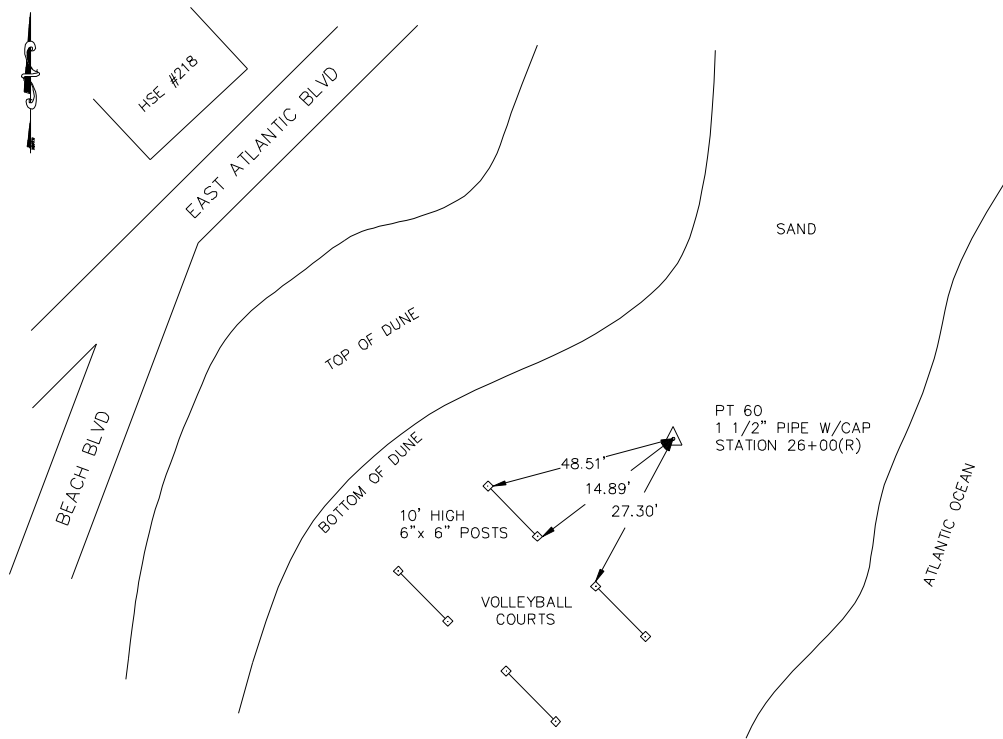 HSE #218
EAST ATLANTIC BLVD
SAND
TOP OF DUNE
PT 60
1 1/2" PIPE W/CAP
STATION 26+00(R)
BEACH BLVD
BOTTOM OF DUNE
48.51'
14.89'
27.30'
10' HIGH
6"x 6" POSTS
ATLANTIC OCEAN
VOLLEYBALL
COURTS